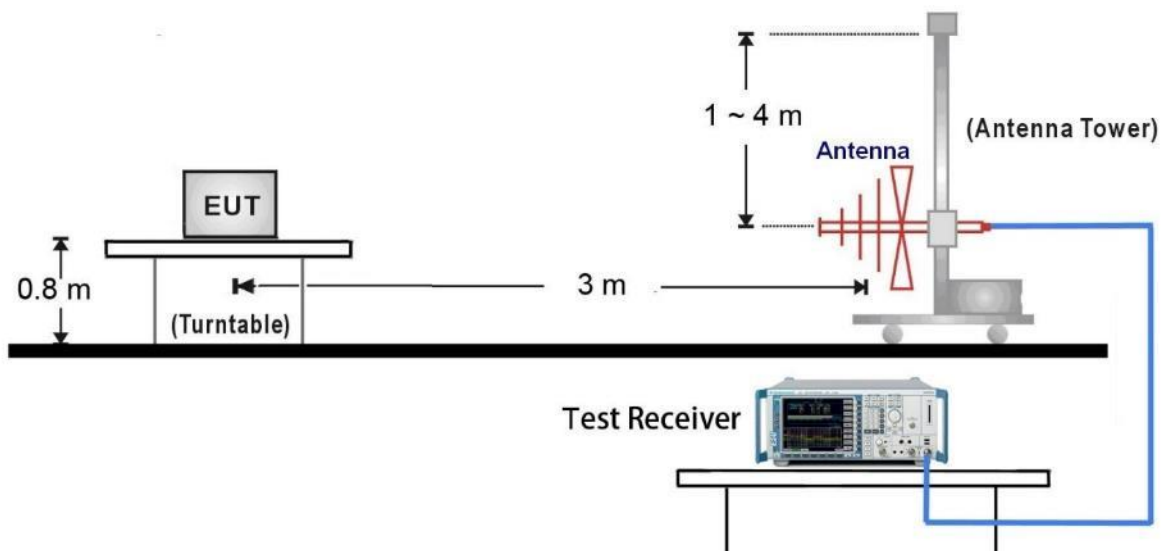 1 ~ 4 m
(Antenna Tower)
Antenna
EUT
0.8 m
3 m
(Turntable)
Test Receiver